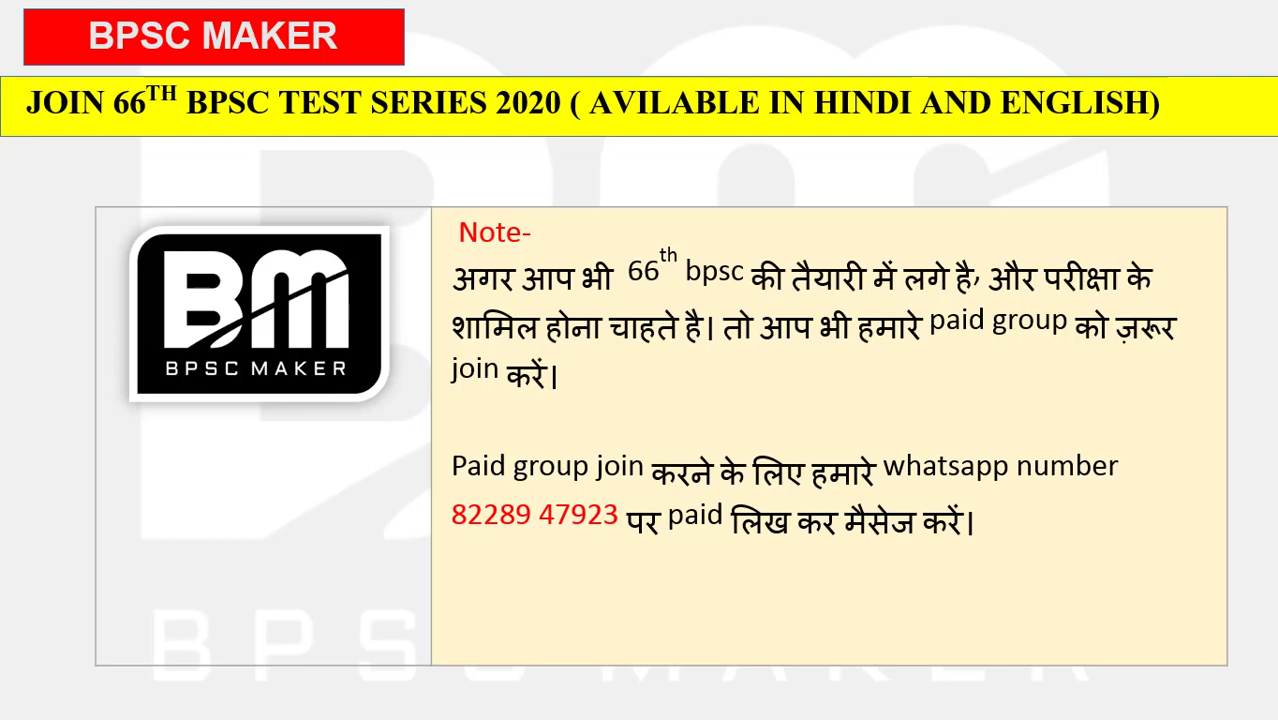 BPSC MAKER
JOIN 66TH BPSC TEST SERIES 2020 ( AVILABLE IN HINDI AND ENGLISH)
BM
BPSC MAKER
Note-
अगर आप भी 66th bpsc की तैयारी में लगे है, और परीक्षा के
शामिल होना चाहते है। तो आप भी हमारे paid group को ज़रूर
join करें।
Paid group join करने के लिए हमारे whatsapp number
82289 47923 पर paid लिख कर मैसेज करें।
BPSC MAKER